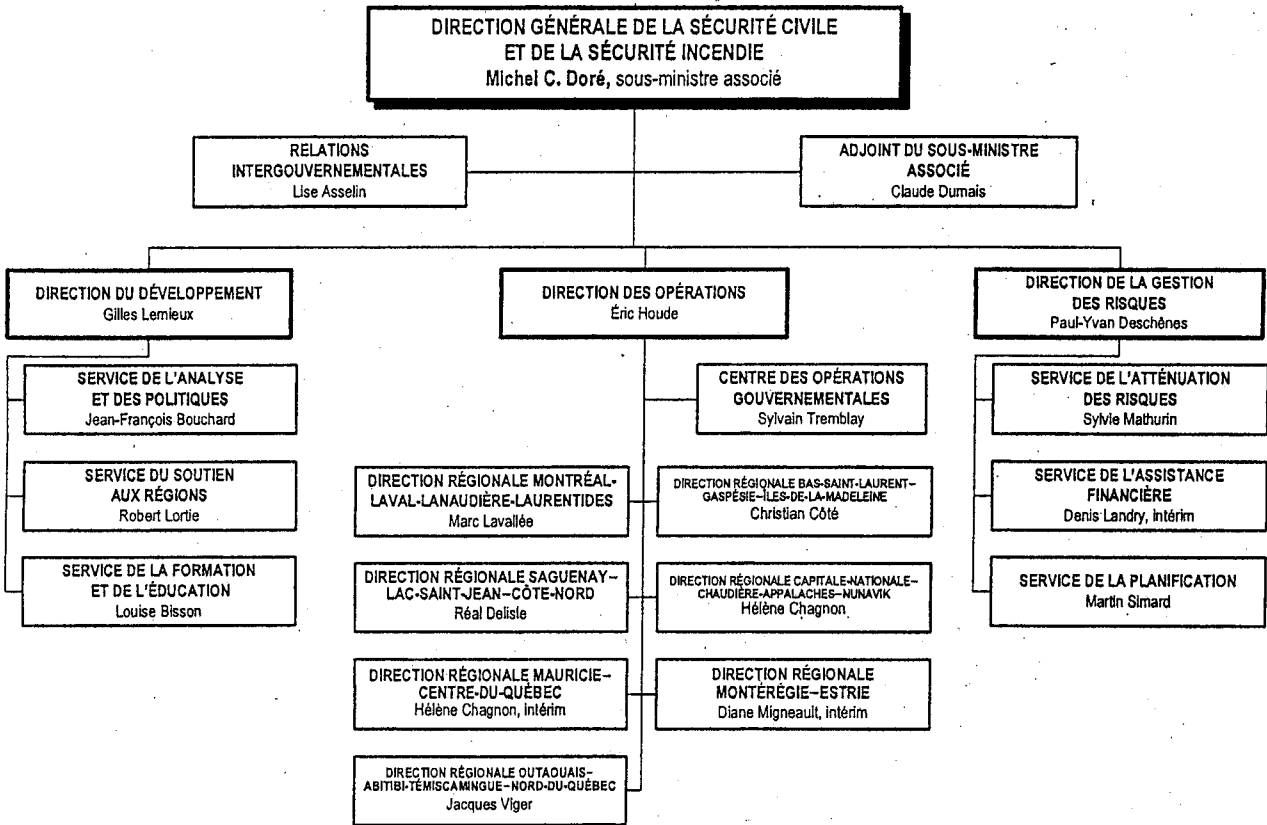 DIRECTION GÉNÉRALE DE LA SÉCURITÉ CIVILE
ET DE LA SÉCURITÉ INCENDIE
Michel C. Doré, sous-ministre associé
RELATIONS
INTERGOUVERNEMENTALES
Lise Asselin
ADJOINT DU SOUS-MINISTRE
ASSOCIÉ
Claude Dumais
DIRECTION DU DÉVELOPPEMENT
Gilles Lemieux
DIRECTION DES OPÉRATIONS
Éric Houde
DIRECTION DE LA GESTION
DES RISQUES
Paul-Yvan Deschênes
SERVICE DE L'ANALYSE
ET DES POLITIQUES
Jean-François Bouchard
CENTRE DES OPÉRATIONS
GOUVERNEMENTALES
Sylvain Tremblay
SERVICE DE L'ATTÉNUATION
DES RISQUES
Sylvie Mathurin
SERVICE DU SOUTIEN
AUX RÉGIONS
Robert Lortie
DIRECTION RÉGIONALE MONTRÉAL-
LAVAL-LANAUDIÈRE-LAURENTIDES
Marc Lavallée
DIRECTION RÉGIONALE BAS-SAINT-LAURENT–
GASPÉSIE–ÎLES-DE-LA-MADELEINE
Christian Côté
SERVICE DE L'ASSISTANCE
FINANCIÈRE
Denis Landry, intérim
SERVICE DE LA FORMATION
ET DE L'ÉDUCATION
Louise Bisson
DIRECTION RÉGIONALE SAGUENAY–
LAC-SAINT-JEAN–CÔTE-NORD
Réal Delisle
DIRECTION RÉGIONALE CAPITALE-NATIONALE–
CHAUDIÈRE-APPALACHES–NUNAVIK
Hélène Chagnon
SERVICE DE LA PLANIFICATION
Martin Simard
DIRECTION RÉGIONALE MAURICIE–
CENTRE-DU-QUÉBEC
Hélène Chagnon, intérim
DIRECTION RÉGIONALE
MONTÉRÉGIE–ESTRIE
Diane Migneault, intérim
DIRECTION RÉGIONALE OUTAOUAIS–
ABITIBI-TÉMISCAMINGUE–NORD-DU-QUÉBEC
Jacques Viger